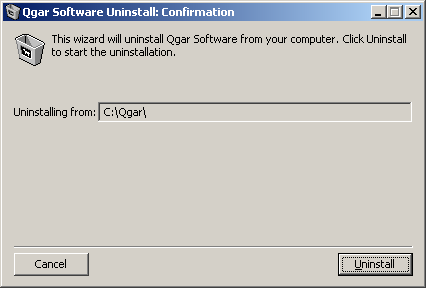 Qgar Software Uninstall: Confirmation
This wizard will uninstall Qgar Software from your computer. Click Uninstall
to start the uninstallation.
Uninstalling from: C:\Qgar\
Cancel Uninstall